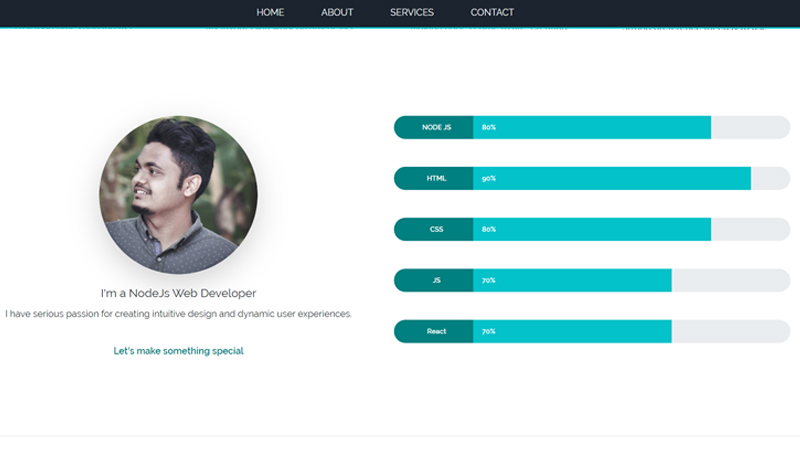 HOME ABOUT SERVICES CONTACT
NODE JS 80%
HTML 90%
CSS 80%
JS 70%
React 70%
I'm a NodeJs Web Developer
I have serious passion for creating intuitive design and dynamic user experiences.
Let's make something special